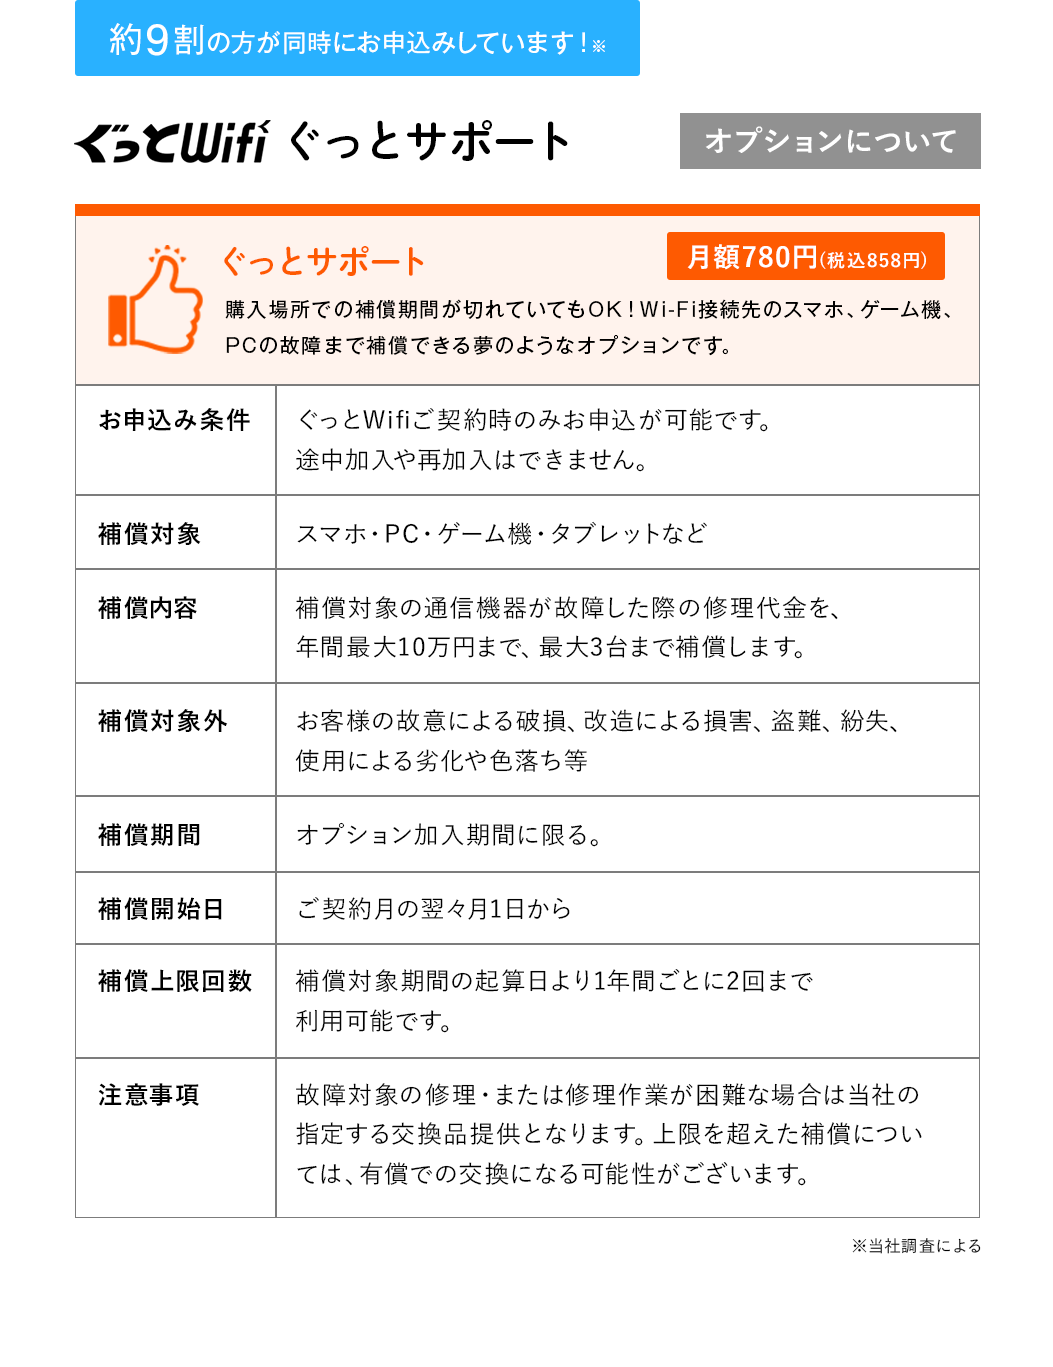 約9割の方が同時にお申込みしています！※
ぐっとWifi ぐっとサポート
オプションについて
ぐっとサポート
月額780円(税込858円)
購入場所での補償期間が切れていてもOK！Wi-Fi接続先のスマホ、ゲーム機、
PCの故障まで補償できる夢のようなオプションです。
お申込み条件
ぐっとWifiご契約時のみお申込が可能です。
途中加入や再加入はできません。
補償対象
スマホ・PC・ゲーム機・タブレットなど
補償内容
補償対象の通信機器が故障した際の修理代金を、
年間最大10万円まで、最大3台まで補償します。
補償対象外
お客様の故意による破損、改造による損害、盗難、紛失、
使用による劣化や色落ち等
補償期間
オプション加入期間に限る。
補償開始日
ご契約月の翌々月1日から
補償上限回数
補償対象期間の起算日より1年間ごとに2回まで
利用可能です。
注意事項
故障対象の修理・または修理作業が困難な場合は当社の
指定する交換品提供となります。上限を超えた補償につい
ては、有償での交換になる可能性がございます。
※当社調査による